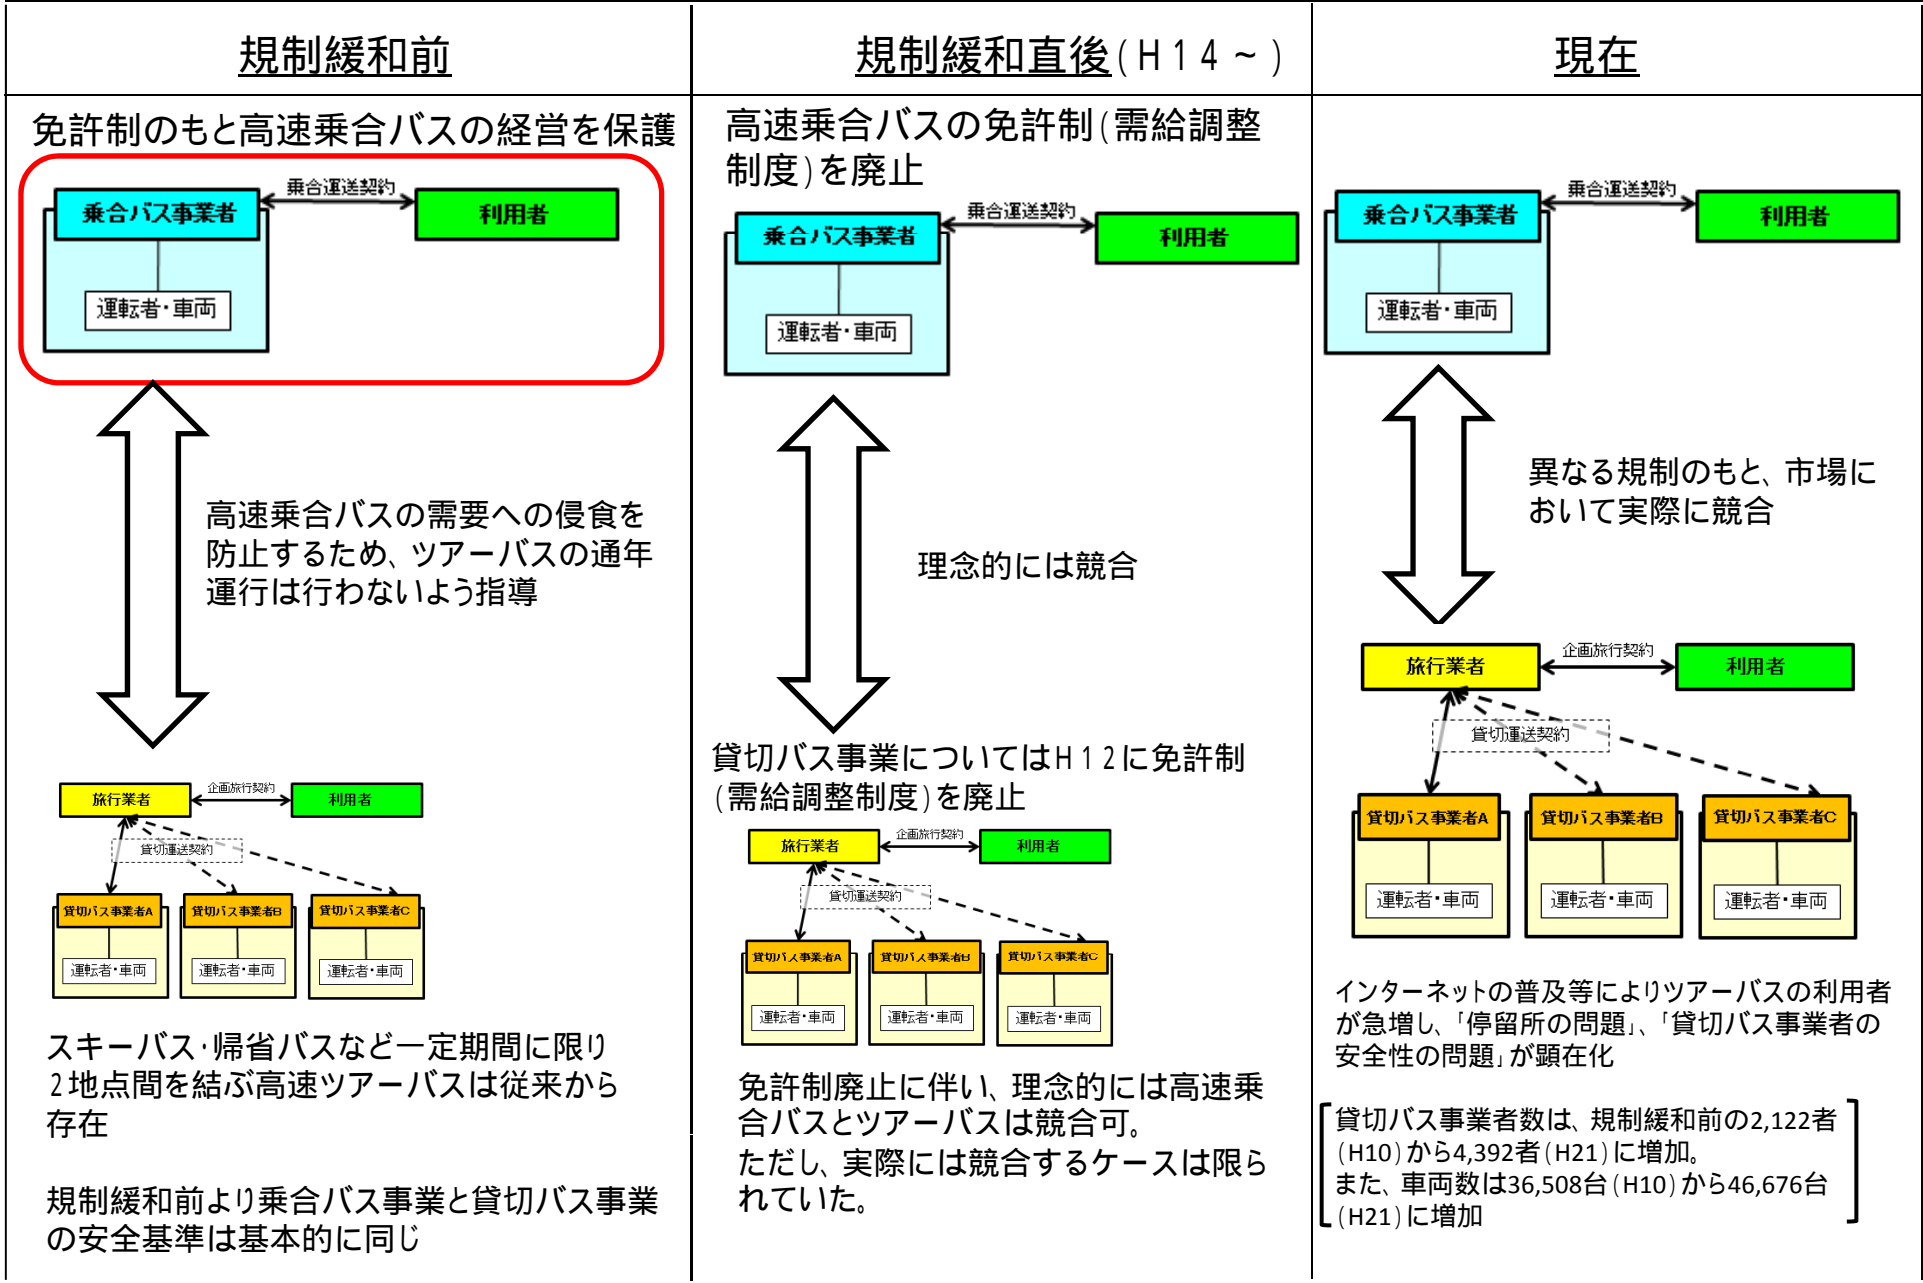 規制緩和前
免許制のもと高速乗合バスの経営を保護
乗合バス事業者
乗合運送契約
利用者
運転者・車両
高速乗合バスの需要への侵食を
防止するため、ツアーバスの通年
運行は行わないよう指導
旅行業者
企画旅行契約
利用者
貸切運送契約
貸切バス事業者A
貸切バス事業者B
貸切バス事業者C
運転者・車両
運転者・車両
運転者・車両
スキーバス・帰省バスなど一定期間に限り
2地点間を結ぶ高速ツアーバスは従来から
存在
規制緩和前より乗合バス事業と貸切バス事業
の安全基準は基本的に同じ
規制緩和直後(H14~)
高速乗合バスの免許制(需給調整
制度)を廃止
乗合バス事業者
乗合運送契約
利用者
運転者・車両
理念的には競合
貸切バス事業についてはH12に免許制
(需給調整制度)を廃止
旅行業者
企画旅行契約
利用者
貸切運送契約
貸切バス事業者A
貸切バス事業者B
貸切バス事業者C
運転者・車両
運転者・車両
運転者・車両
免許制廃止に伴い、理念的には高速乗
合バスとツアーバスは競合可。
ただし、実際には競合するケースは限ら
れていた。
現在
乗合バス事業者
乗合運送契約
利用者
運転者・車両
異なる規制のもと、市場に
おいて実際に競合
旅行業者
企画旅行契約
利用者
貸切運送契約
貸切バス事業者A
貸切バス事業者B
貸切バス事業者C
運転者・車両
運転者・車両
運転者・車両
インターネットの普及等によりツアーバスの利用者
が急増し、「停留所の問題」、「貸切バス事業者の
安全性の問題」が顕在化
貸切バス事業者数は、規制緩和前の2,122者
(H10)から4,392者(H21)に増加。
また、車両数は36,508台(H10)から46,676台
(H21)に増加